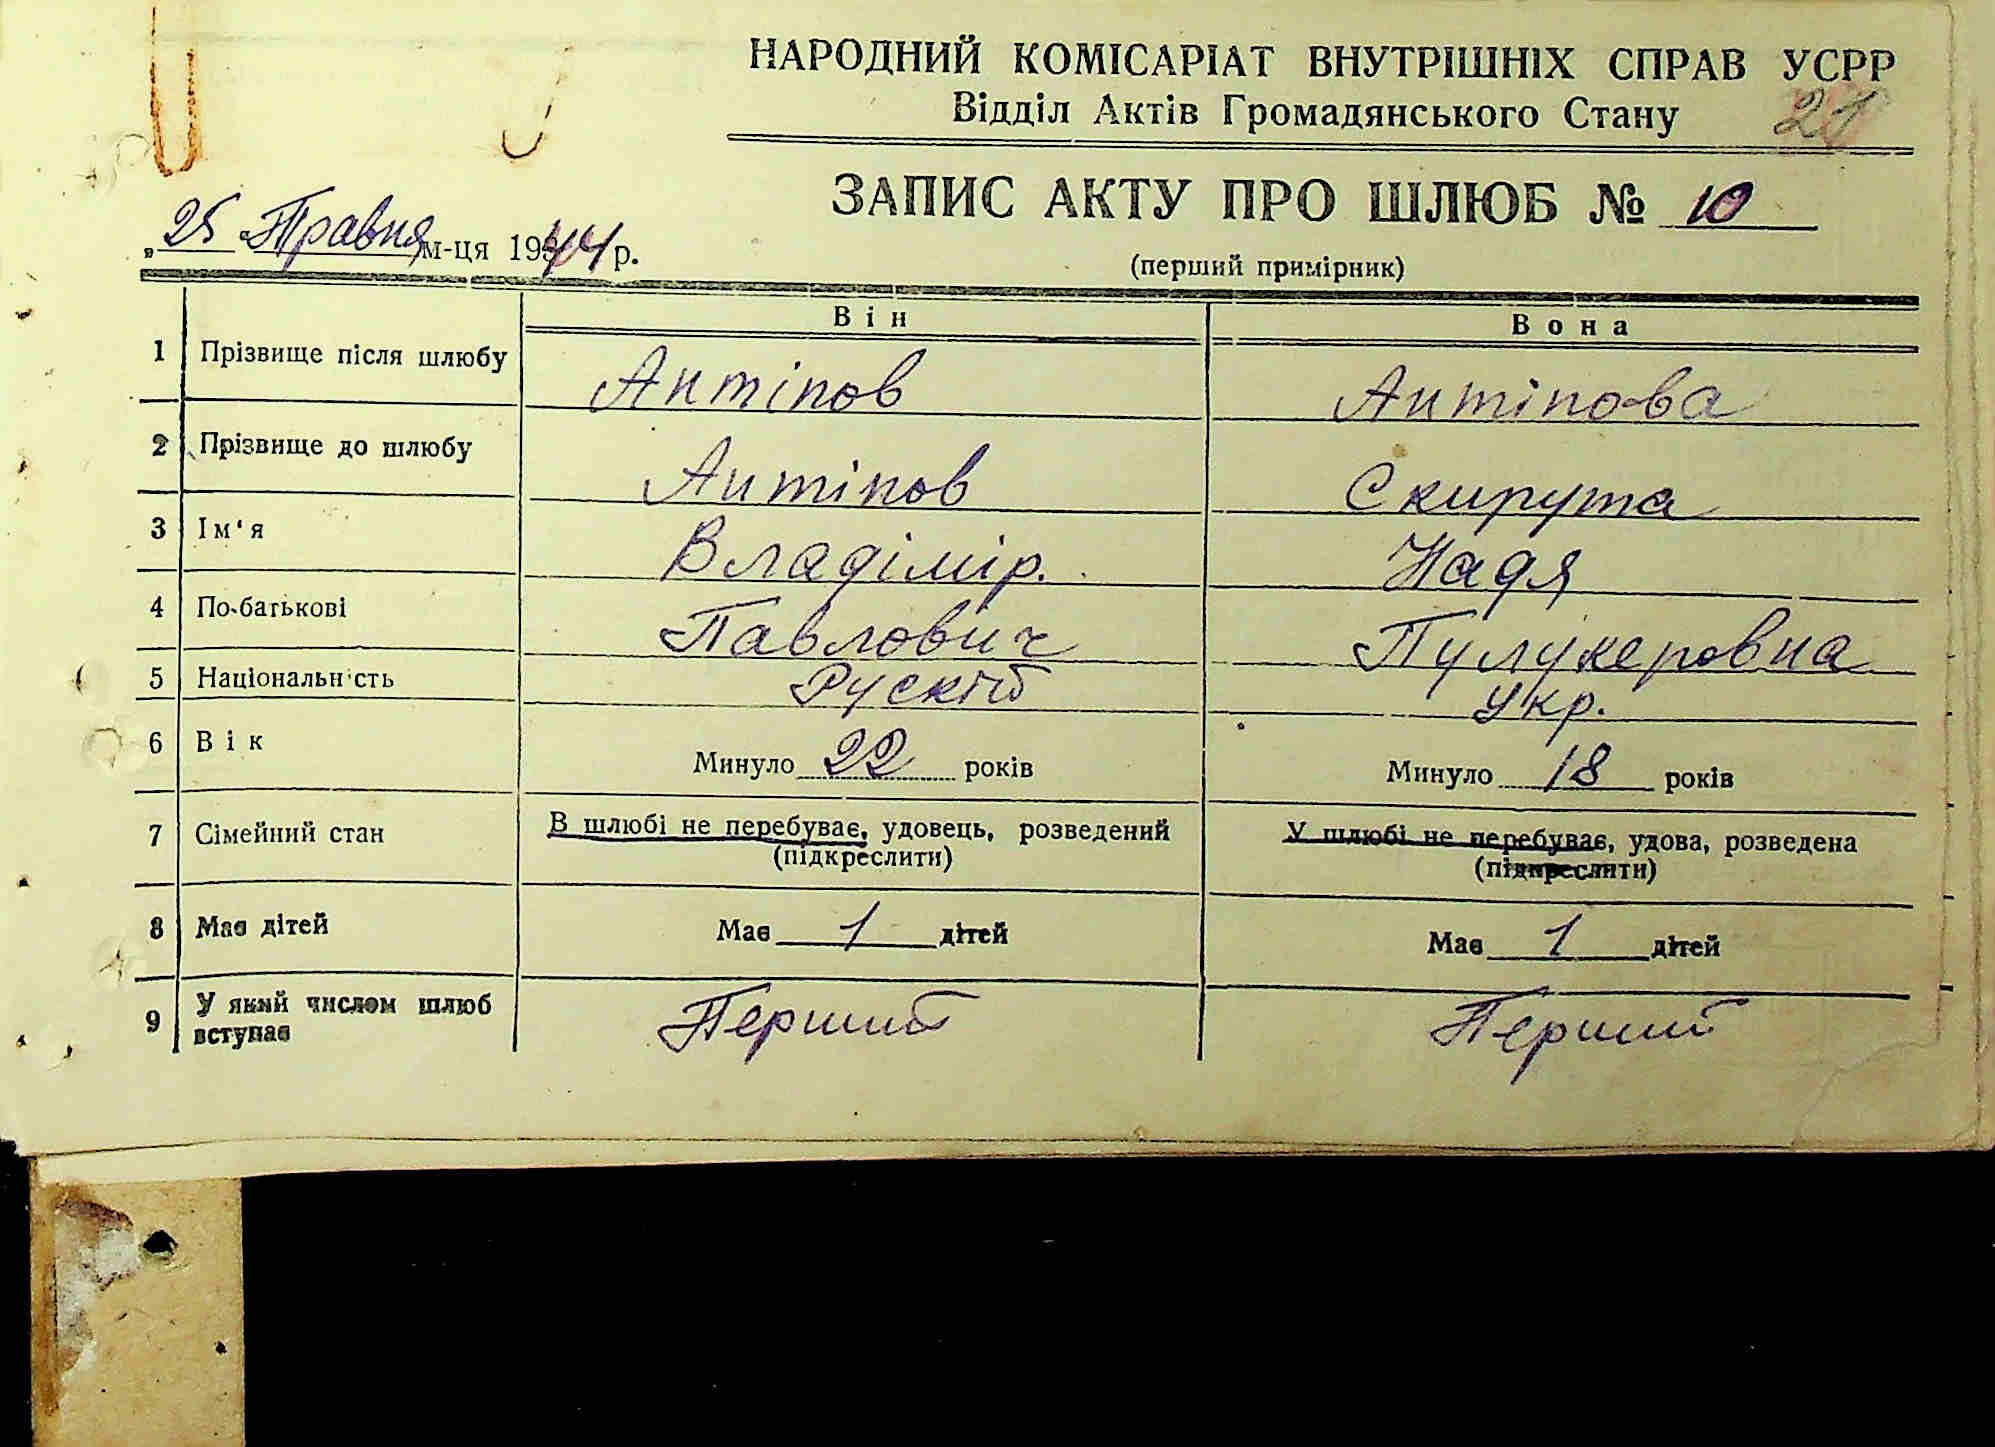 НАРОДНИЙ КОМІСАРІАТ ВНУТРІШНІХ СПРАВ УСРР
Відділ Актів Громадянського Стану 21
ЗАПИС АКТУ ПРО ШЛЮБ № 10
„25" Травня м-ця 1944 р.
(перший примірник)
Він Вона
1 Прізвище після шлюбу Антіпов Антіпова
2 Прізвище до шлюбу Антіпов Скирута
3 Ім'я Владімір. Надя
4 По-батькові Павлович Пулукеровна
5 Національність Рускій Укр.
6 Вік Минуло 22 років Минуло 18 років
7 Сімейний стан В шлюбі не перебуває, удовець, розведений У шлюбі не перебуває, удова, розведена
(підкреслити) (підкреслити)
8 Має дітей Має 1 дітей Має 1 дітей
9 У який числом шлюб Перший Перший
вступає